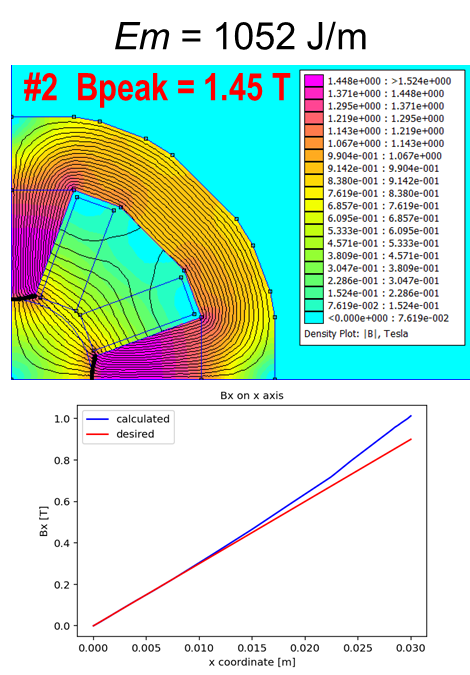 Em = 1052 J/m
#2 Bpeak = 1.45 T
1.448e+000 : >1.524e+000
1.371e+000 : 1.448e+000
1.295e+000 : 1.371e+000
1.219e+000 : 1.295e+000
1.143e+000 : 1.219e+000
1.067e+000 : 1.143e+000
9.904e-001 : 1.067e+000
9.142e-001 : 9.904e-001
8.380e-001 : 9.142e-001
7.619e-001 : 8.380e-001
6.857e-001 : 7.619e-001
6.095e-001 : 6.857e-001
5.333e-001 : 6.095e-001
4.571e-001 : 5.333e-001
3.809e-001 : 4.571e-001
3.047e-001 : 3.809e-001
2.286e-001 : 3.047e-001
1.524e-001 : 2.286e-001
7.619e-002 : 1.524e-001
<0.000e+000 : 7.619e-002
Density Plot: |B|, Tesla
Bx on x axis
calculated
desired
1.0
0.8
0.6
0.4
0.2
0.0
Bx [T]
0.000 0.005 0.010 0.015 0.020 0.025 0.030
x coordinate [m]